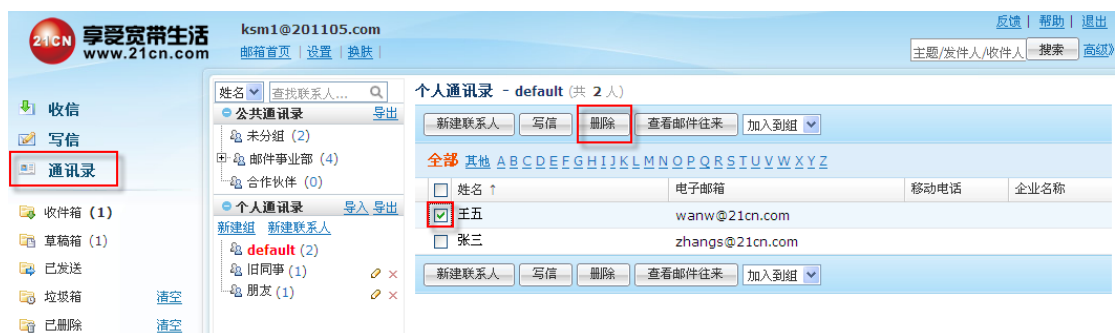 21CN 享受宽带生活
www.21cn.com
ksm1@201105.com
邮箱首页 | 设置 | 换肤 |
反馈 | 帮助 | 退出
主题/发件人/收件人 搜索 高级》
收信
写信
通讯录
收件箱 (1)
草稿箱 (1)
已发送
垃圾箱 清空
已删除 清空
姓名 查找联系人...
公共通讯录 导出
未分组 (2)
邮件事业部 (4)
合作伙伴 (0)
个人通讯录 导入 导出
新建组 新建联系人
default (2)
旧同事 (1)
朋友 (1)
个人通讯录 - default (共 2 人)
新建联系人 写信 删除 查看邮件往来 加入到组
全部 其他 A B C D E F G H I J K L M N O P Q R S T U V W X Y Z
姓名 ↑ 电子邮箱 移动电话 企业名称
王五 wanw@21cn.com
张三 zhangs@21cn.com
新建联系人 写信 删除 查看邮件往来 加入到组